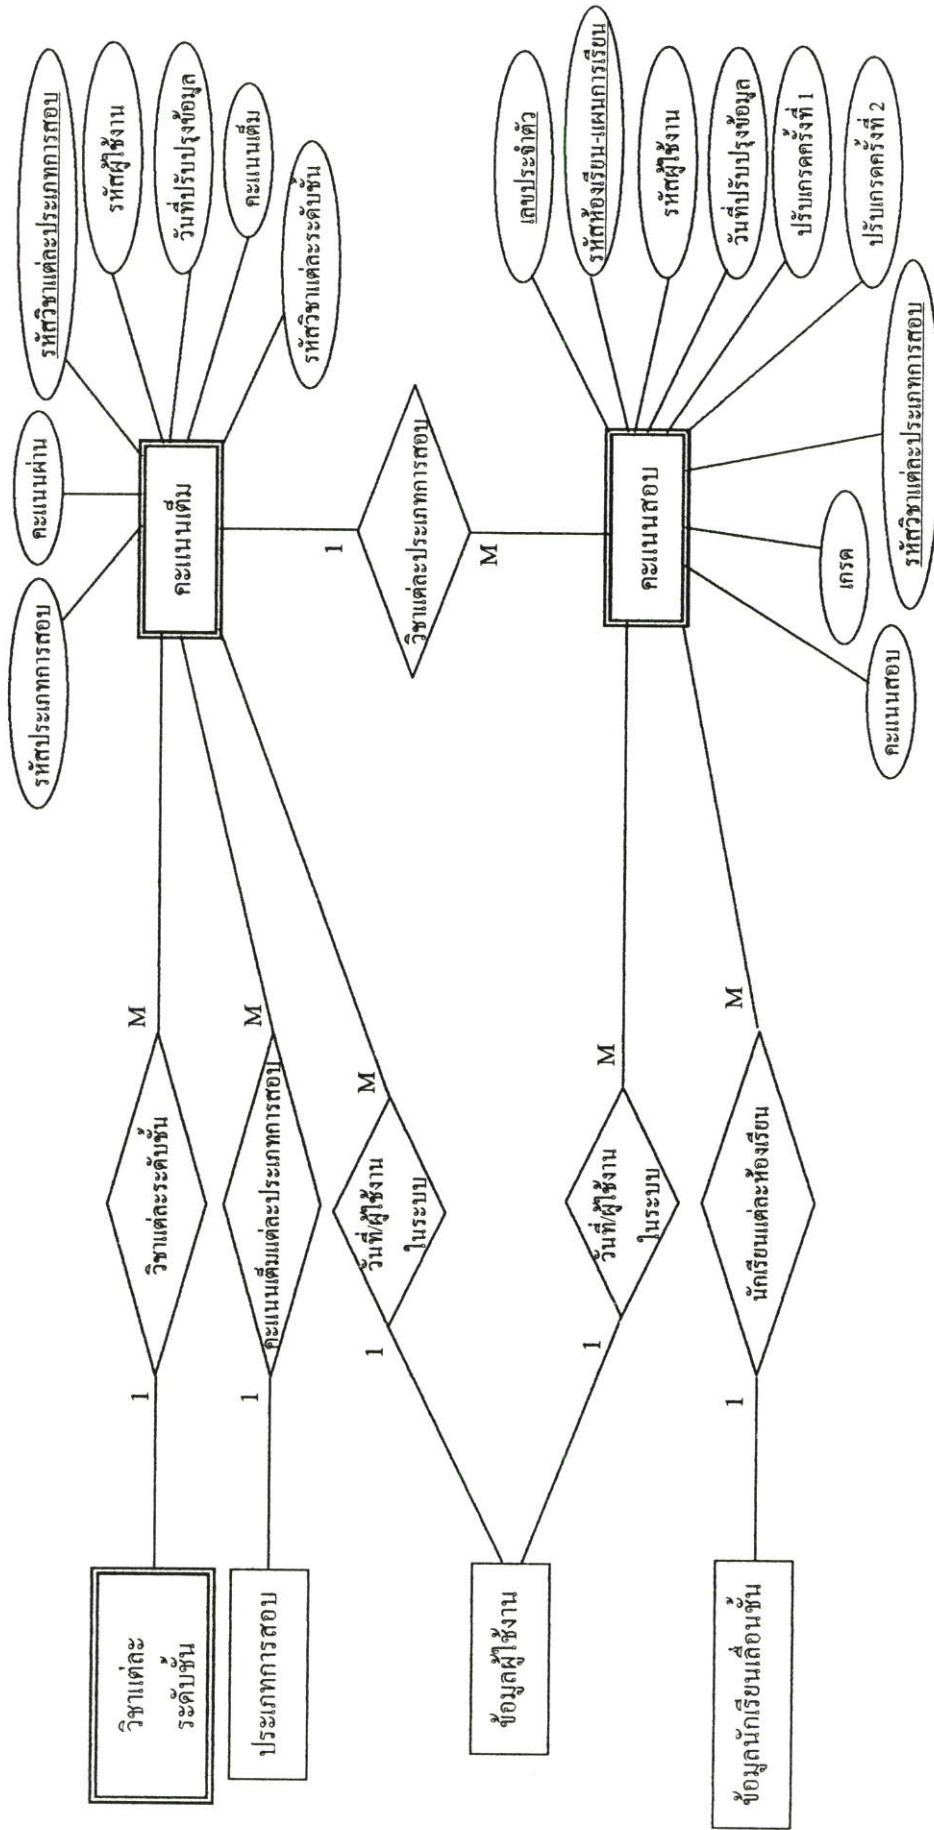 วิชาแต่ละ
ระดับชั้น
1
วิชาแต่ละระดับชั้น
M
รหัสประเภทการสอบ
คะแนนผ่าน
รหัสวิชาแต่ละประเภทการสอบ
รหัสผู้ใช้งาน
วันที่ปรับปรุงข้อมูล
คะแนนเต็ม
รหัสวิชาแต่ละระดับชั้น
คะแนนเต็ม
ประเภทการสอบ
1
คะแนนเต็มแต่ละประเภทการสอบ
M
1
วันที่/ผู้ใช้งาน
ในระบบ
M
1
วิชาแต่ละประเภทการสอบ
M
ข้อมูลผู้ใช้งาน
1
วันที่/ผู้ใช้งาน
ในระบบ
M
คะแนนสอบ
เลขประจำตัว
รหัสห้องเรียน-แผนการเรียน
รหัสผู้ใช้งาน
วันที่ปรับปรุงข้อมูล
ปรับเกรดครั้งที่ 1
ปรับเกรดครั้งที่ 2
รหัสวิชาแต่ละประเภทการสอบ
เกรด
คะแนนสอบ
ข้อมูลนักเรียนเลื่อนชั้น
1
นักเรียนแต่ละห้องเรียน
M